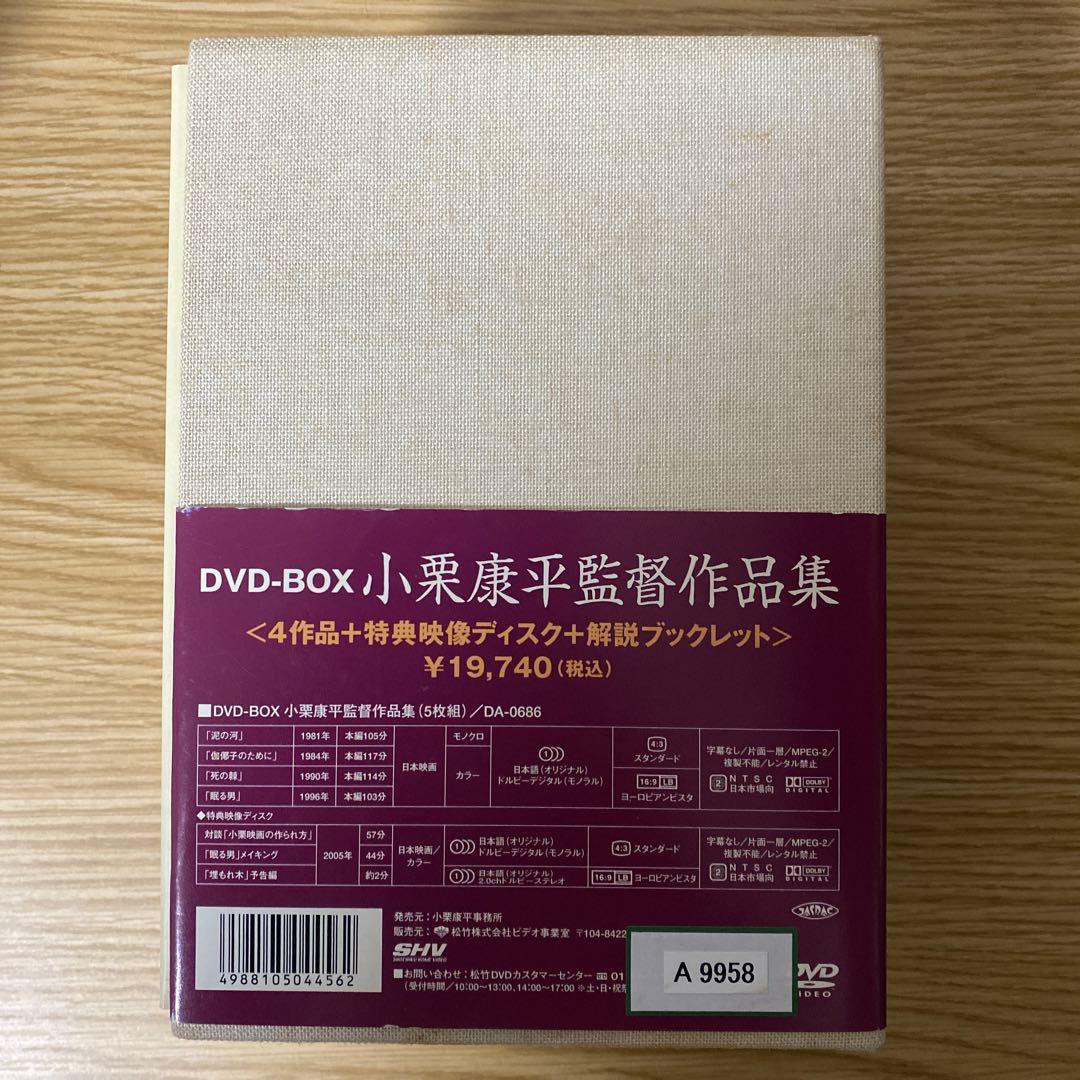 DVD-BOX 小栗康平監督作品集
<4作品+特典映像ディスク+解説ブックレット>
¥19,740(税込)
■DVD-BOX 小栗康平監督作品集(5枚組)/DA-0686
「泥の河」 1981年 本編105分
「伽倻子のために」 1984年 本編117分
「死の棘」 1990年 本編114分
「眠る男」 1996年 本編103分
日本映画
モノクロ
カラー
1)))
日本語(オリジナル)
ドルビーデジタル(モノラル)
4:3
スタンダード
16:9 LB
ヨーロピアンビスタ
字幕なし/片面一層/MPEG-2/
複製不能/レンタル禁止
2 NTSC
日本市場向
DOLBY
DIGITAL
◆特典映像ディスク
対談「小栗映画の作られ方」 57分
「眠る男」メイキング 44分
「埋もれ木」予告編 約2分
2005年
日本映画/
カラー
1))) 日本語(オリジナル)
ドルビーデジタル(モノラル)
1))) 日本語(オリジナル)
2.0chドルビーステレオ
4:3 スタンダード
16:9 LB ヨーロピアンビスタ
字幕なし/片面一層/MPEG-2/
複製不能/レンタル禁止
2 NTSC
日本市場向
DOLBY
DIGITAL
4988105044562
発売元:小栗康平事務所
販売元: 松竹株式会社ビデオ事業室 〒104-8422
SHV
SHOCHIKU HOME VIDEO
■お問い合わせ:松竹DVDカスタマーセンター 01
(受付時間/10:00~13:00、14:00~17:00 ※土・日・祝
JASRAC
A 9958
DVD
VIDEO